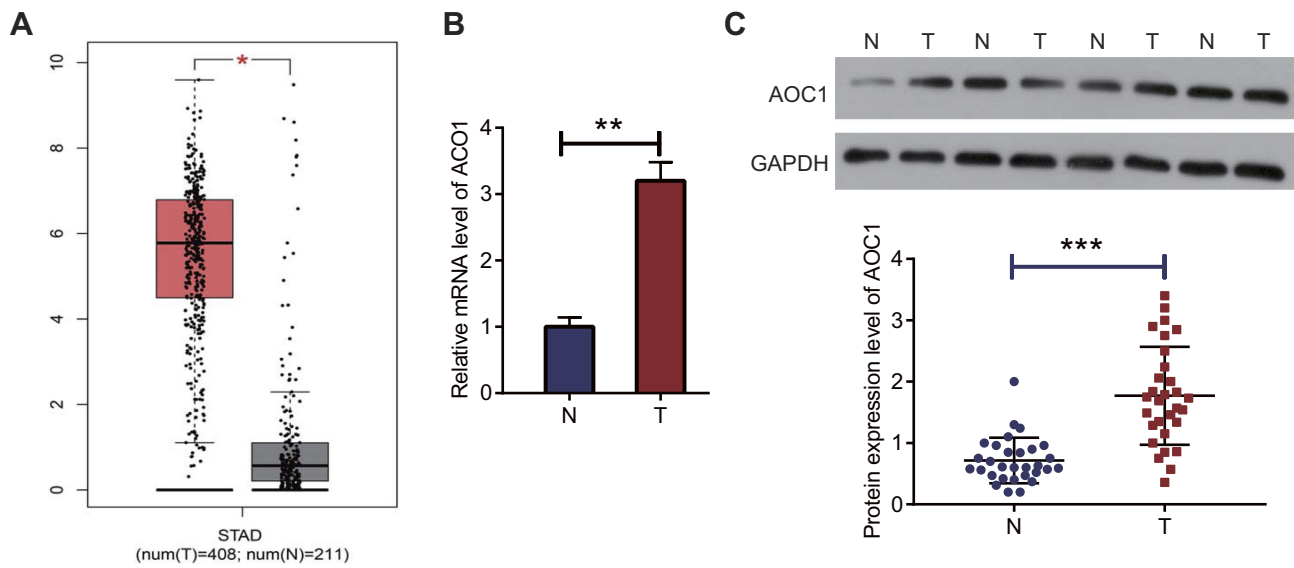 A
*
10
8
6
4
2
0
STAD
(num(T)=408; num(N)=211)
B
**
Relative mRNA level of ACO1
4
3
2
1
0
N T
C
N T N T N T N T
AOC1
GAPDH
***
Protein expression level of AOC1
4
3
2
1
0
N T